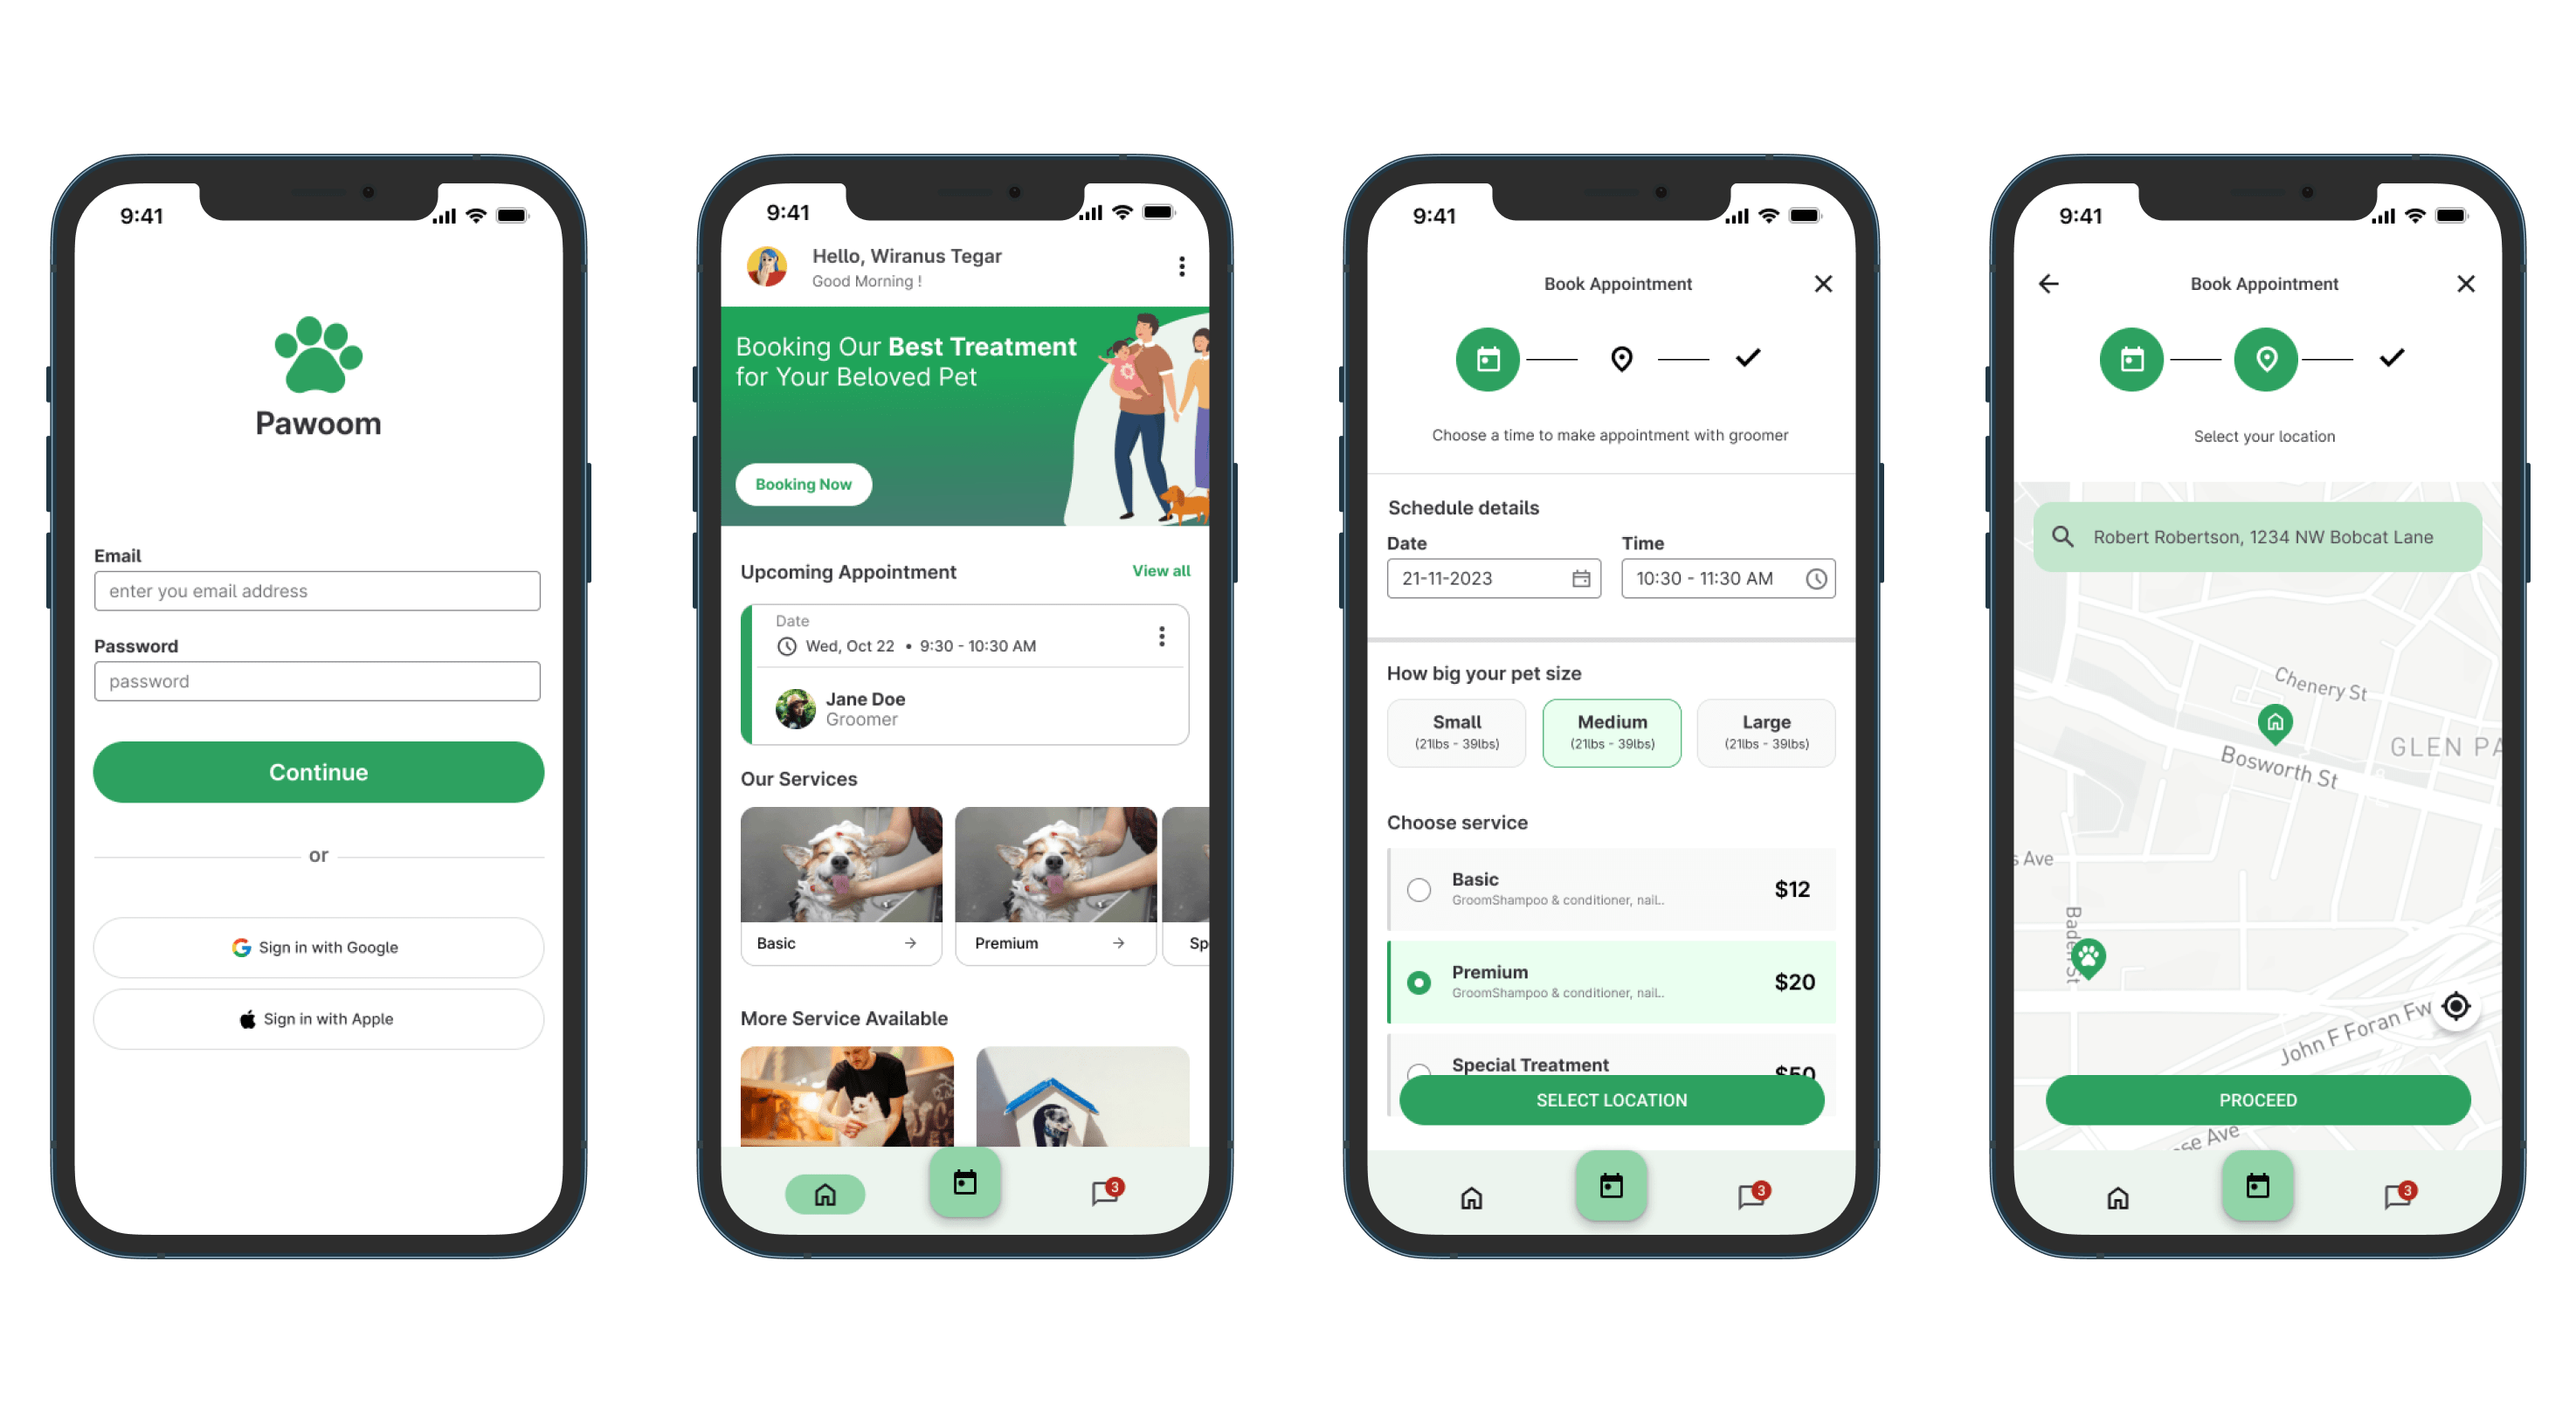 9:41
Pawoom
Email
enter you email address
Password
password
Continue
or
Sign in with Google
Sign in with Apple
9:41
Hello, Wiranus Tegar
Good Morning !
Booking Our Best Treatment
for Your Beloved Pet
Booking Now
Upcoming Appointment
View all
Date
Wed, Oct 22 • 9:30 - 10:30 AM
Jane Doe
Groomer
Our Services
Basic
Premium
Sp
More Service Available
3
9:41
Book Appointment
Choose a time to make appointment with groomer
Schedule details
Date
Time
21-11-2023
10:30 - 11:30 AM
How big your pet size
Small
(21lbs - 39lbs)
Medium
(21lbs - 39lbs)
Large
(21lbs - 39lbs)
Choose service
Basic
GroomShampoo & conditioner, nail..
$12
Premium
GroomShampoo & conditioner, nail..
$20
Special Treatment
$50
SELECT LOCATION
3
9:41
Book Appointment
Select your location
Robert Robertson, 1234 NW Bobcat Lane
Chenery St
GLEN PA
Bosworth St
s Ave
Baden St
John F Foran Fw
PROCEED
se Ave
3